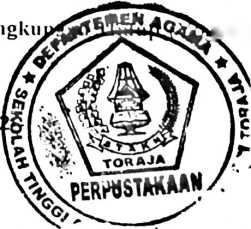 ngkup
DEPARTEMEN AGAMA
SEKOLAH TINGGI
TORAJA
TORAJA
PERPUSTAKAAN